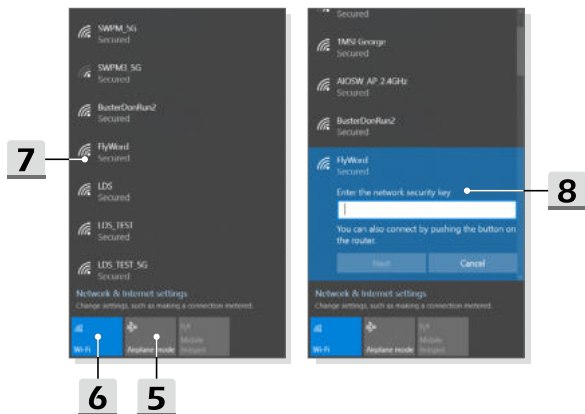 SWPM_5G
Secured
SWPM3_5G
Secured
BusterDonRun2
Secured
FlyWord
Secured
7
LDS
Secured
LDS_TEST
Secured
LDS_TEST_5G
Secured
Network & Internet settings
Change settings, such as making a connection metered.
Wi-Fi
Airplane mode
Mobile
hotspot
6
5
Secured
1MSI George
Secured
AIOSW_AP_2.4GHz
Secured
BusterDonRun2
Secured
FlyWord
Secured
Enter the network security key
8
You can also connect by pushing the button on
the router.
Next
Cancel
Network & Internet settings
Change settings, such as making a connection metered.
Wi-Fi
Airplane mode
Mobile
hotspot